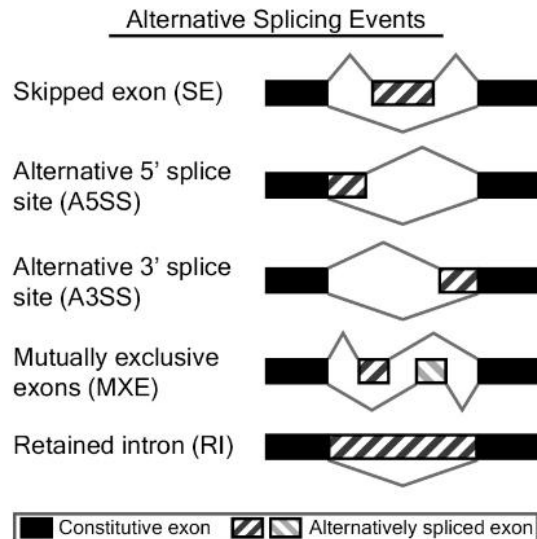 Alternative Splicing Events
Skipped exon (SE)
Alternative 5' splice
site (A5SS)
Alternative 3' splice
site (A3SS)
Mutually exclusive
exons (MXE)
Retained intron (RI)
Constitutive exon
Alternatively spliced exon